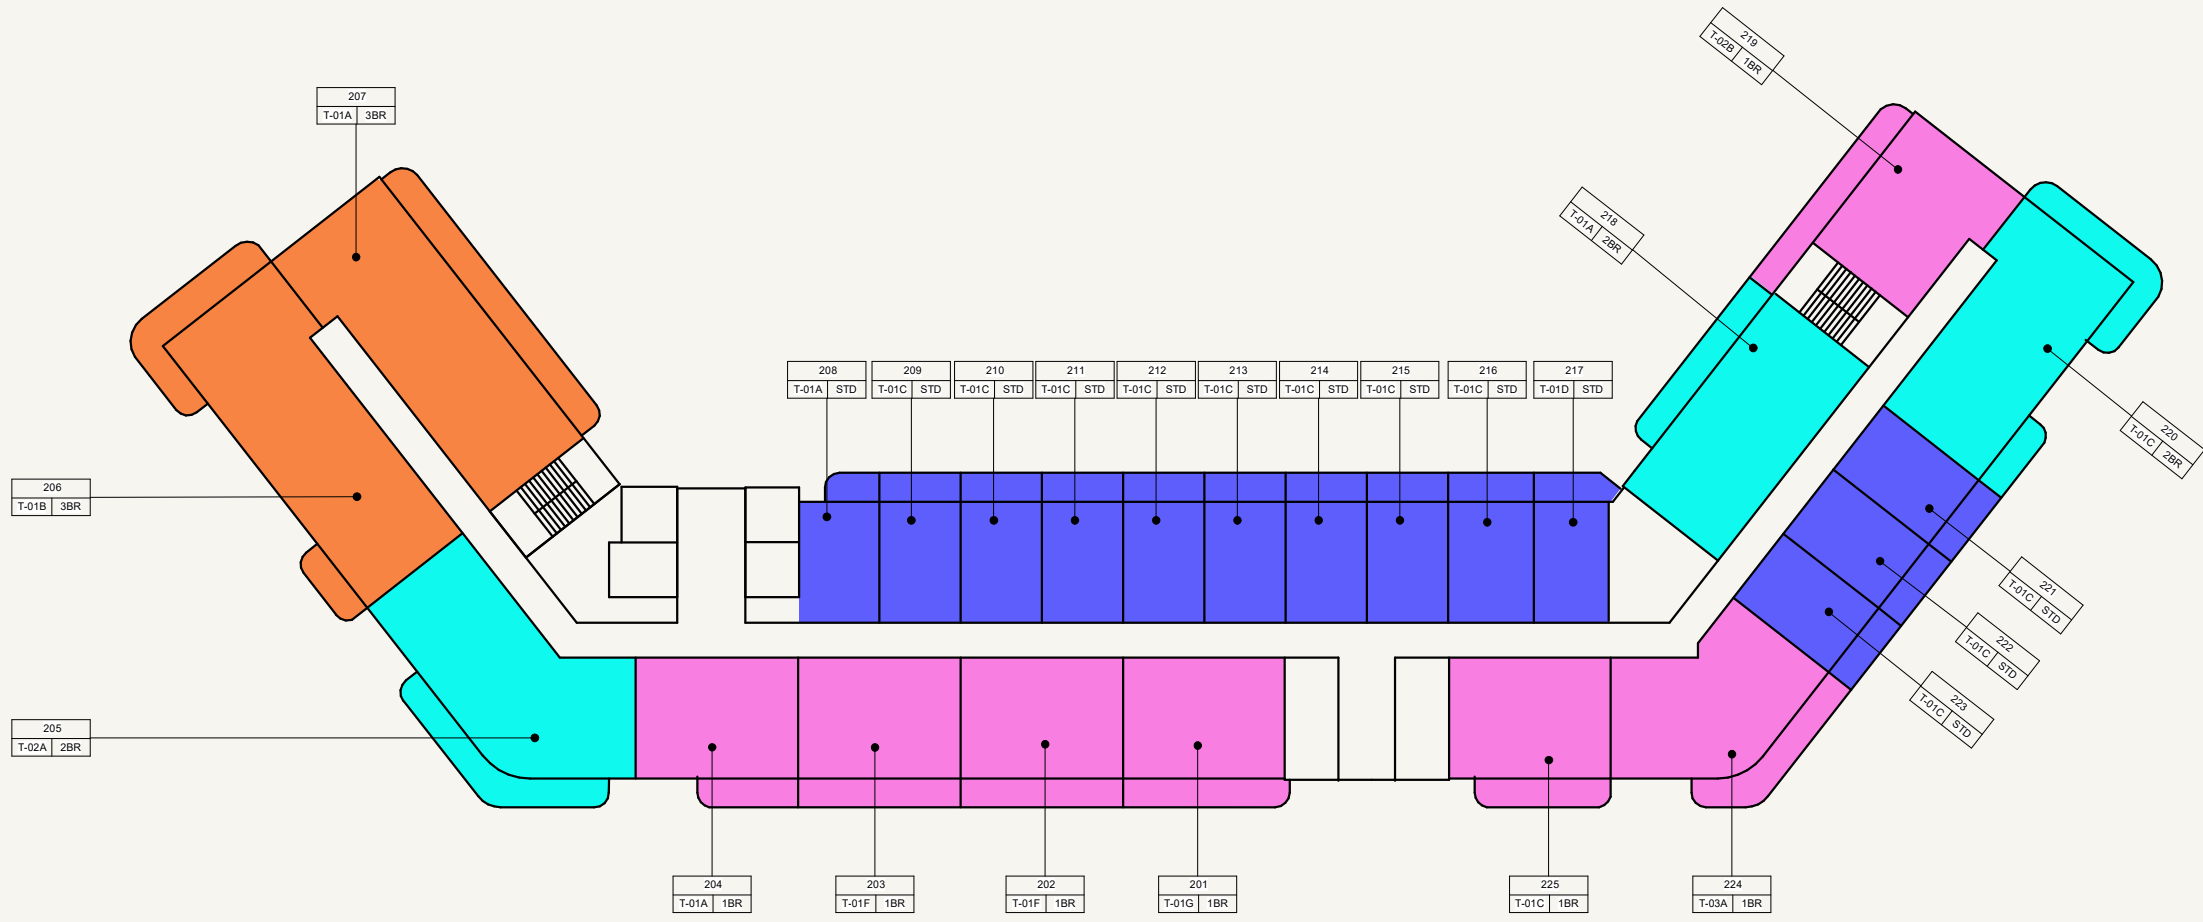 219
T-02B 1BR
207
T-01A 3BR
218
T-01A 2BR
208
T-01A STD
209
T-01C STD
210
T-01C STD
211
T-01C STD
212
T-01C STD
213
T-01C STD
214
T-01C STD
215
T-01C STD
216
T-01C STD
217
T-01D STD
220
T-01C 2BR
206
T-01B 3BR
221
T-01C STD
222
T-01C STD
223
T-01C STD
205
T-02A 2BR
204
T-01A 1BR
203
T-01F 1BR
202
T-01F 1BR
201
T-01G 1BR
225
T-01C 1BR
224
T-03A 1BR